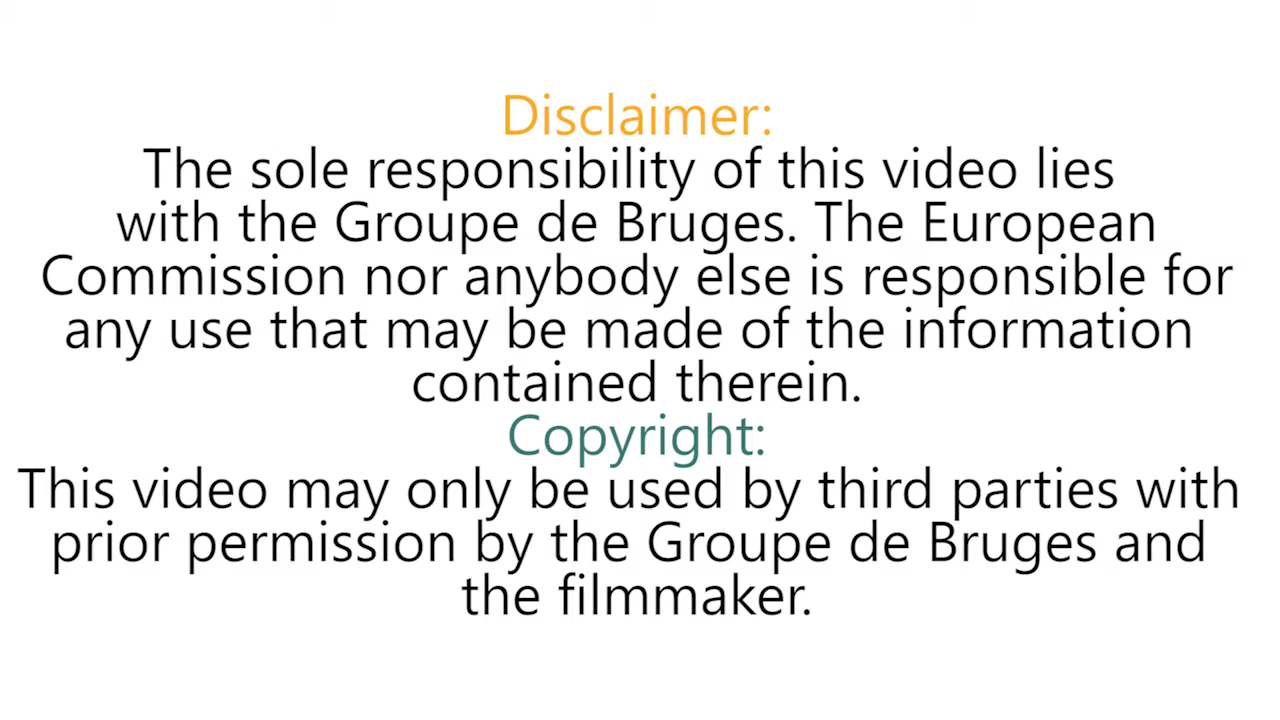 Disclaimer:
The sole responsibility of this video lies
with the Groupe de Bruges. The European
Commission nor anybody else is responsible for
any use that may be made of the information
contained therein.
Copyright:
This video may only be used by third parties with
prior permission by the Groupe de Bruges and
the filmmaker.